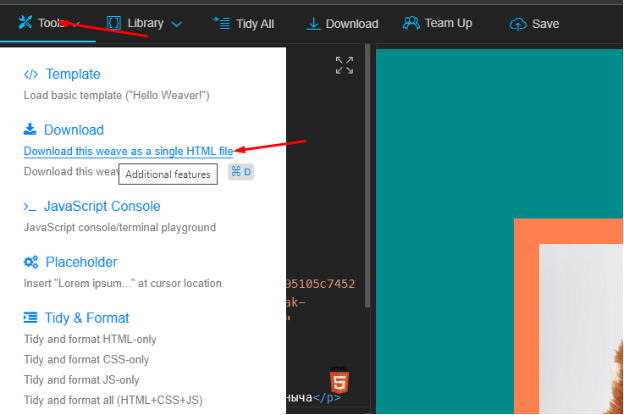 Tools Library Tidy All Download Team Up Save
</> Template
Load basic template ("Hello Weaver!")
Download
Download this weave as a single HTML file
Download this weav
Additional features
⌘ D
>_ JavaScript Console
JavaScript console/terminal playground
Placeholder
Insert "Lorem ipsum..." at cursor location
95105c7452
ak-
"
Tidy & Format
Tidy and format HTML-only
Tidy and format CSS-only
Tidy and format JS-only
Tidy and format all (HTML+CSS+JS)
5
ныча</p>